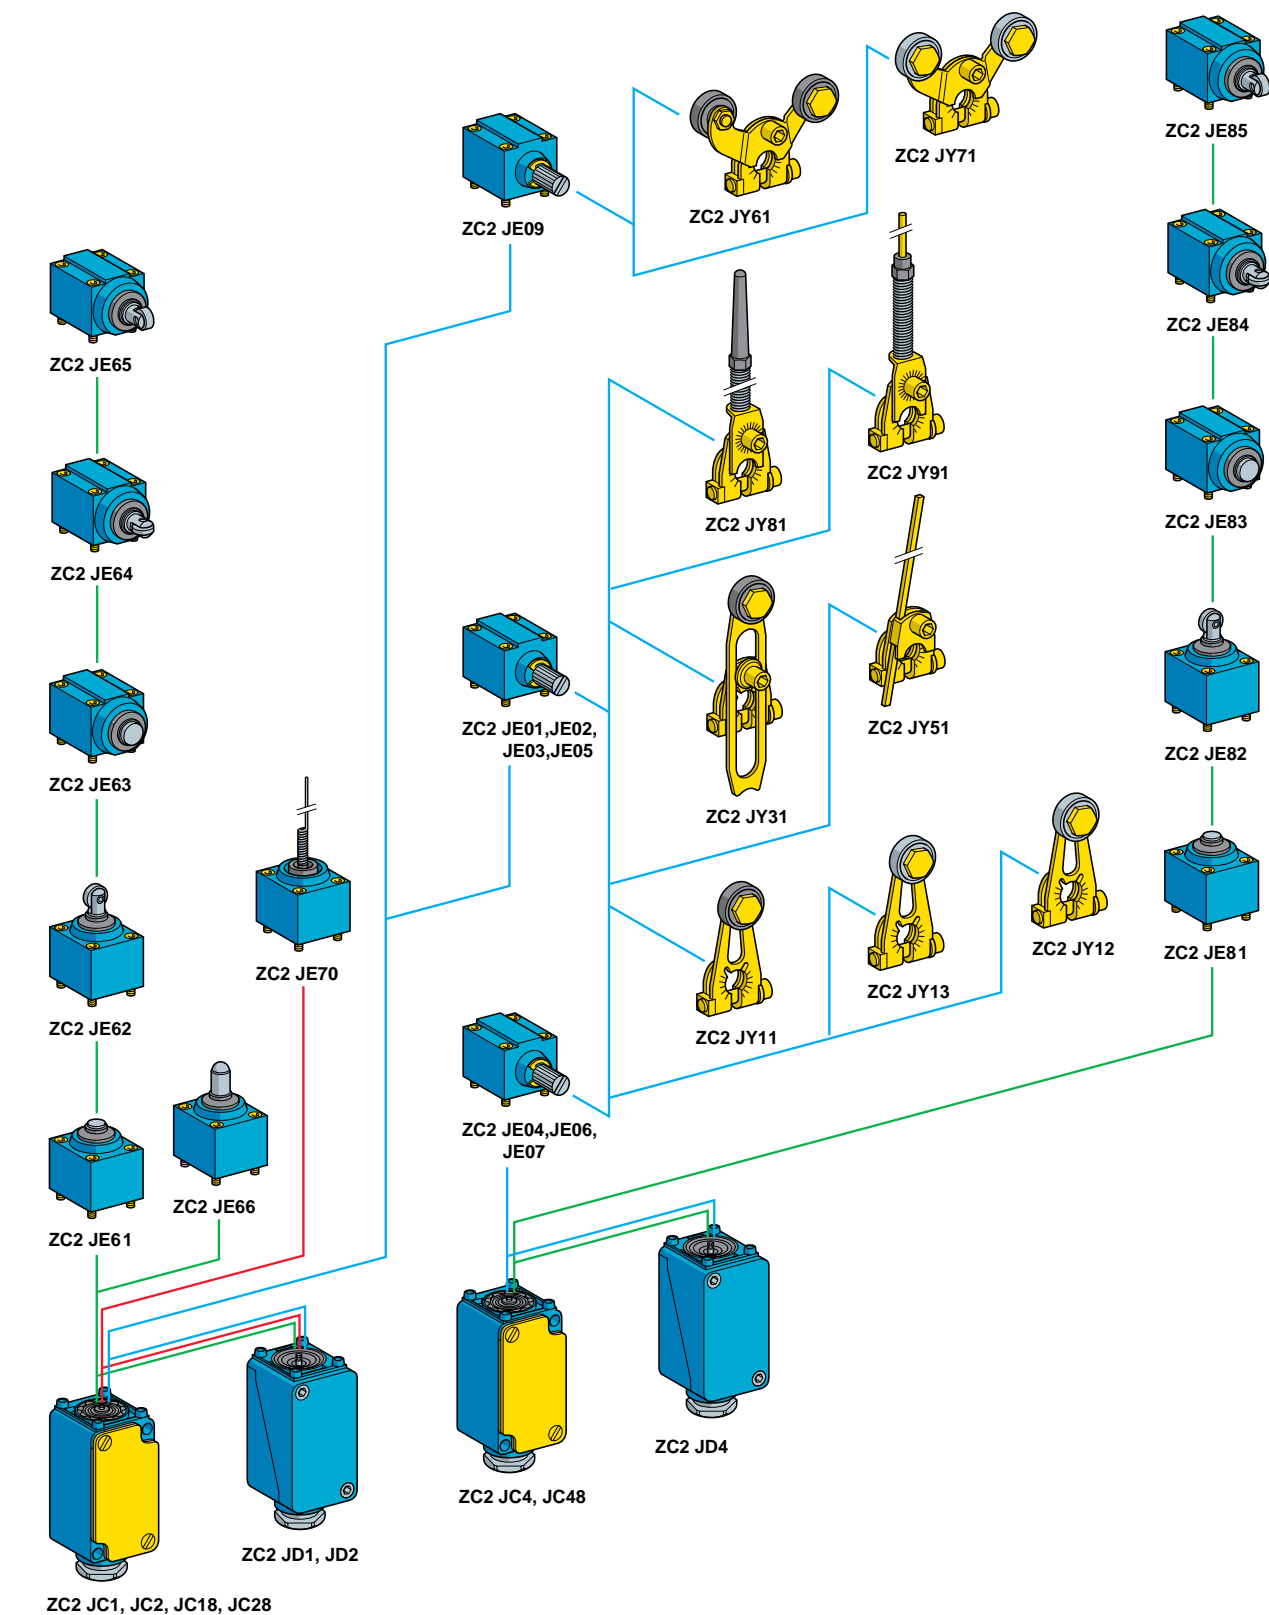 ZC2 JE85
ZC2 JY71
ZC2 JY61
ZC2 JE09
ZC2 JE84
ZC2 JE65
ZC2 JY91
ZC2 JY81
ZC2 JE83
ZC2 JE64
ZC2 JE01,JE02,
JE03,JE05
ZC2 JY51
ZC2 JE82
ZC2 JE63
ZC2 JY31
ZC2 JY12
ZC2 JE81
ZC2 JE70
ZC2 JY13
ZC2 JE62
ZC2 JY11
ZC2 JE04,JE06,
JE07
ZC2 JE66
ZC2 JE61
ZC2 JD4
ZC2 JC4, JC48
ZC2 JD1, JD2
ZC2 JC1, JC2, JC18, JC28